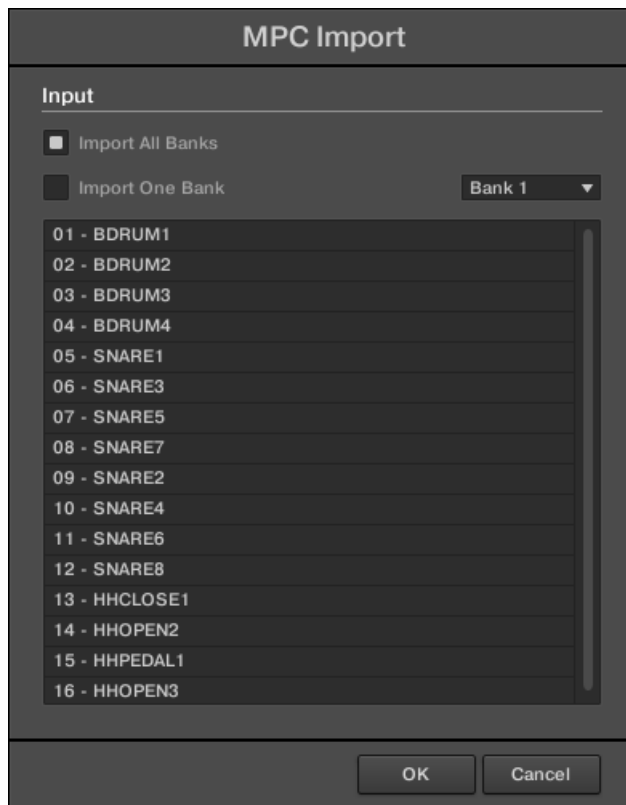 MPC Import
Input
Import All Banks
Import One Bank Bank 1
01 - BDRUM1
02 - BDRUM2
03 - BDRUM3
04 - BDRUM4
05 - SNARE1
06 - SNARE3
07 - SNARE5
08 - SNARE7
09 - SNARE2
10 - SNARE4
11 - SNARE6
12 - SNARE8
13 - HHCLOSE1
14 - HHOPEN2
15 - HHPEDAL1
16 - HHOPEN3
OK Cancel